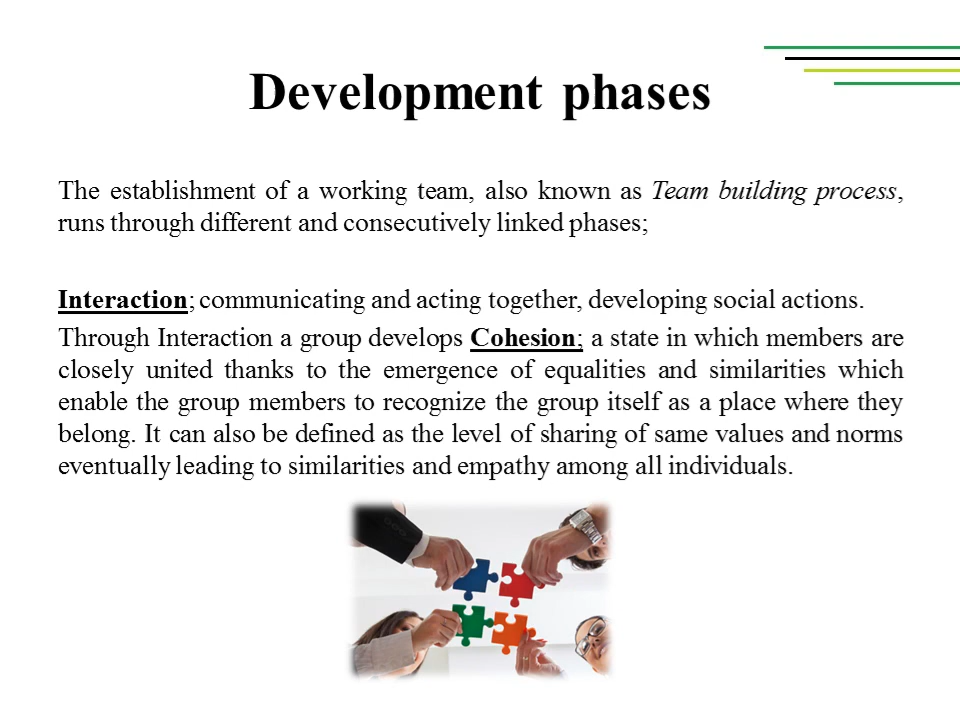 Development phases
The establishment of a working team, also known as Team building process,
runs through different and consecutively linked phases;
Interaction; communicating and acting together, developing social actions.
Through Interaction a group develops Cohesion; a state in which members are
closely united thanks to the emergence of equalities and similarities which
enable the group members to recognize the group itself as a place where they
belong. It can also be defined as the level of sharing of same values and norms
eventually leading to similarities and empathy among all individuals.